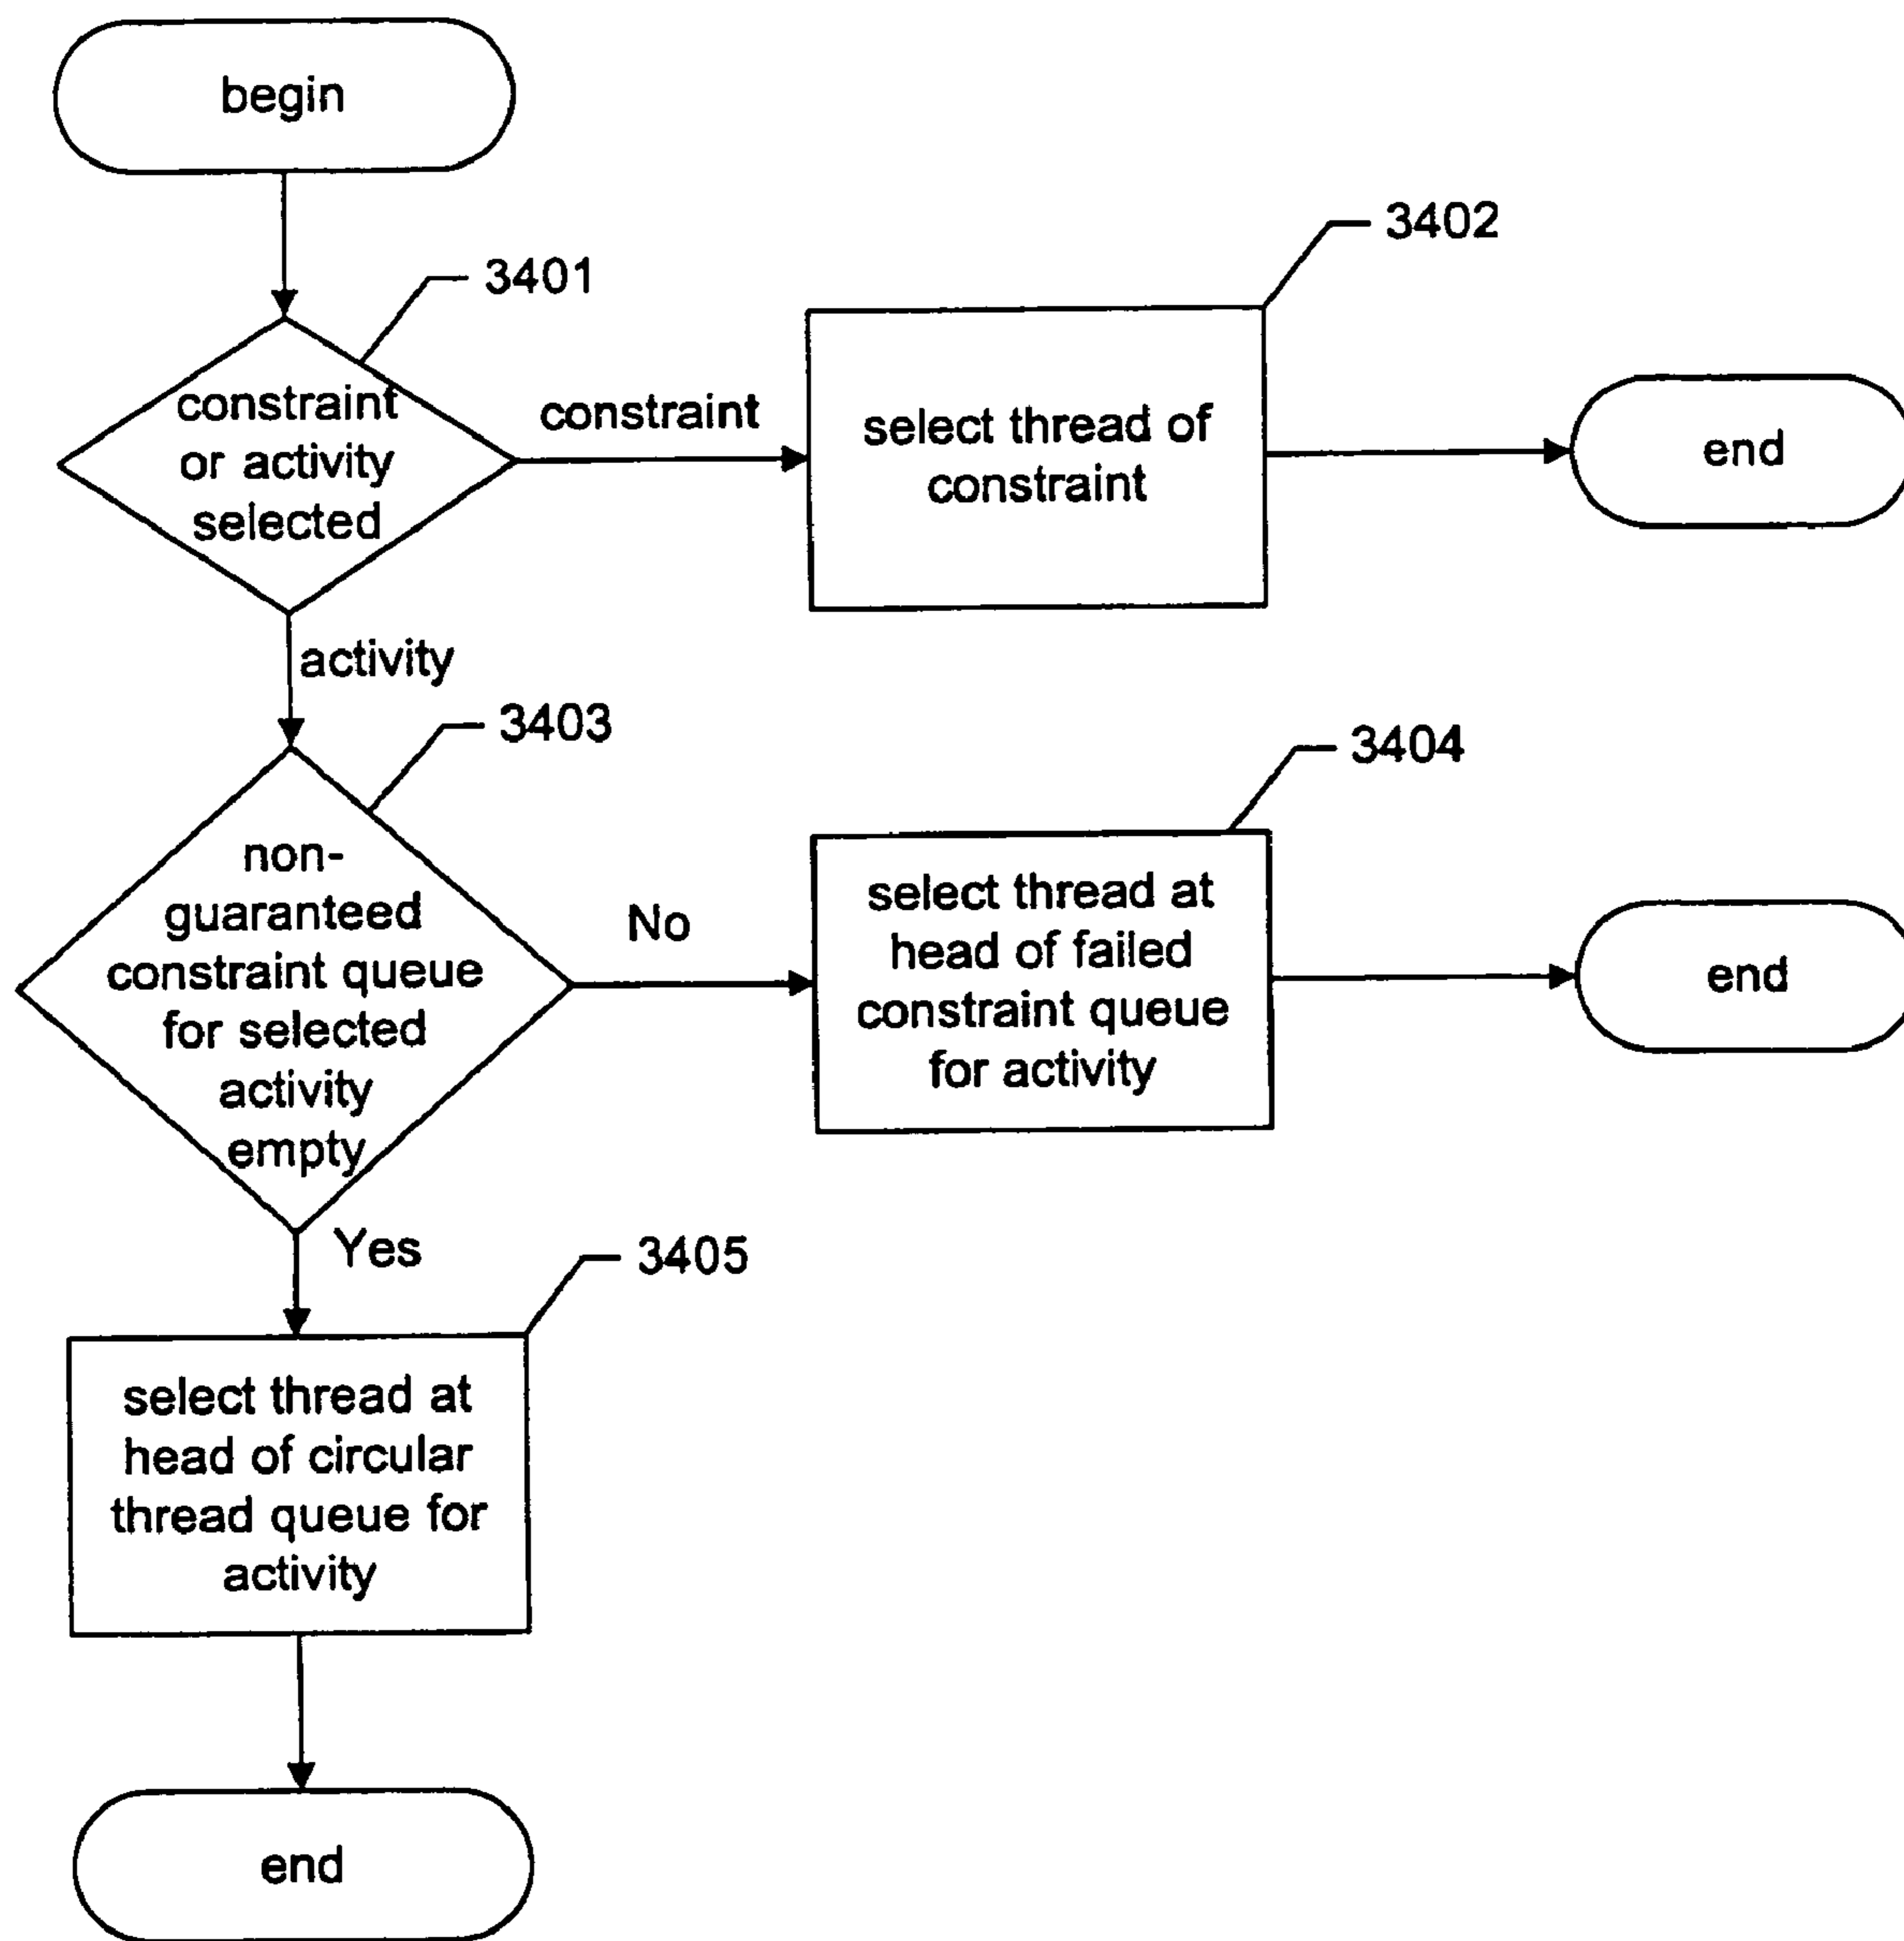 begin
3401
constraint
or activity
selected
constraint
3402
select thread of
constraint
end
activity
3403
non-
guaranteed
constraint queue
for selected
activity
empty
No
3404
select thread at
head of failed
constraint queue
for activity
end
Yes
3405
select thread at
head of circular
thread queue for
activity
end